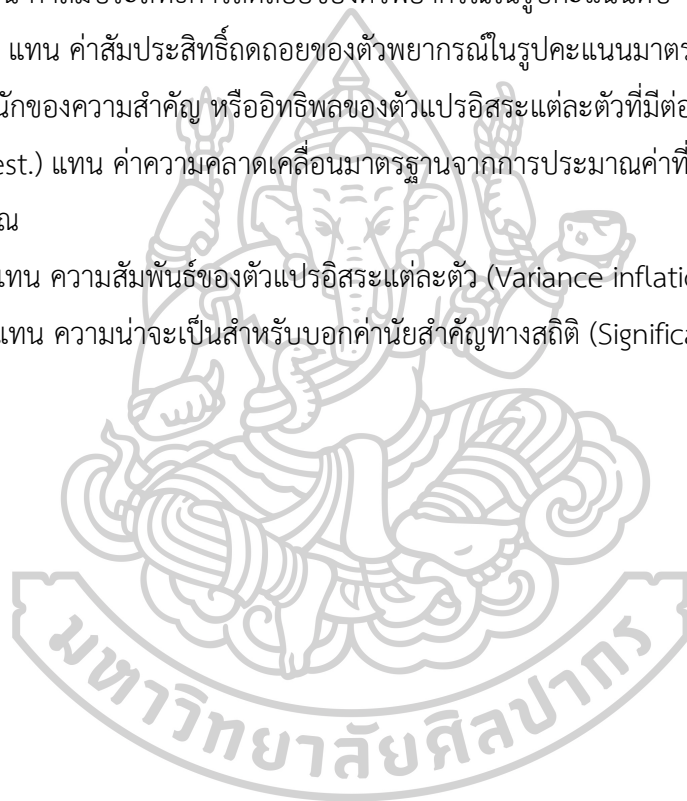 แทน ค่าสัมประสิทธิ์ถดถอยของตัวพยากรณ์ในรูปคะแนนมาตร
นักของความสำคัญ หรืออิทธิพลของตัวแปรอิสระแต่ละตัวที่มีต่อ
est.) แทน ค่าความคลาดเคลื่อนมาตรฐานจากการประมาณค่าที่
ณ
แทน ความสัมพันธ์ของตัวแปรอิสระแต่ละตัว (Variance inflatio
แทน ความน่าจะเป็นสำหรับบอกค่านัยสำคัญทางสถิติ (Significa
มหาวิทยาลัยศิลปากร